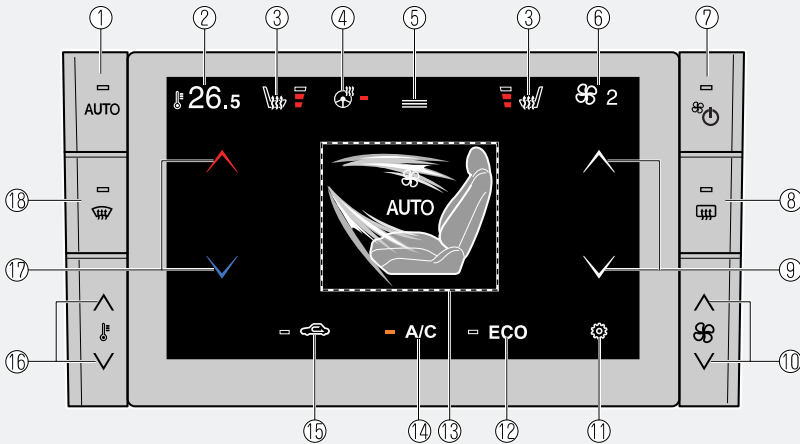 ① ② ③ ④ ⑤ ③ ⑥ ⑦
26.5 2
AUTO
AUTO
⑱ ⑧
⑰ ⑨
A/C ECO
⑯ ⑩
⑮ ⑭ ⑬ ⑫ ⑪